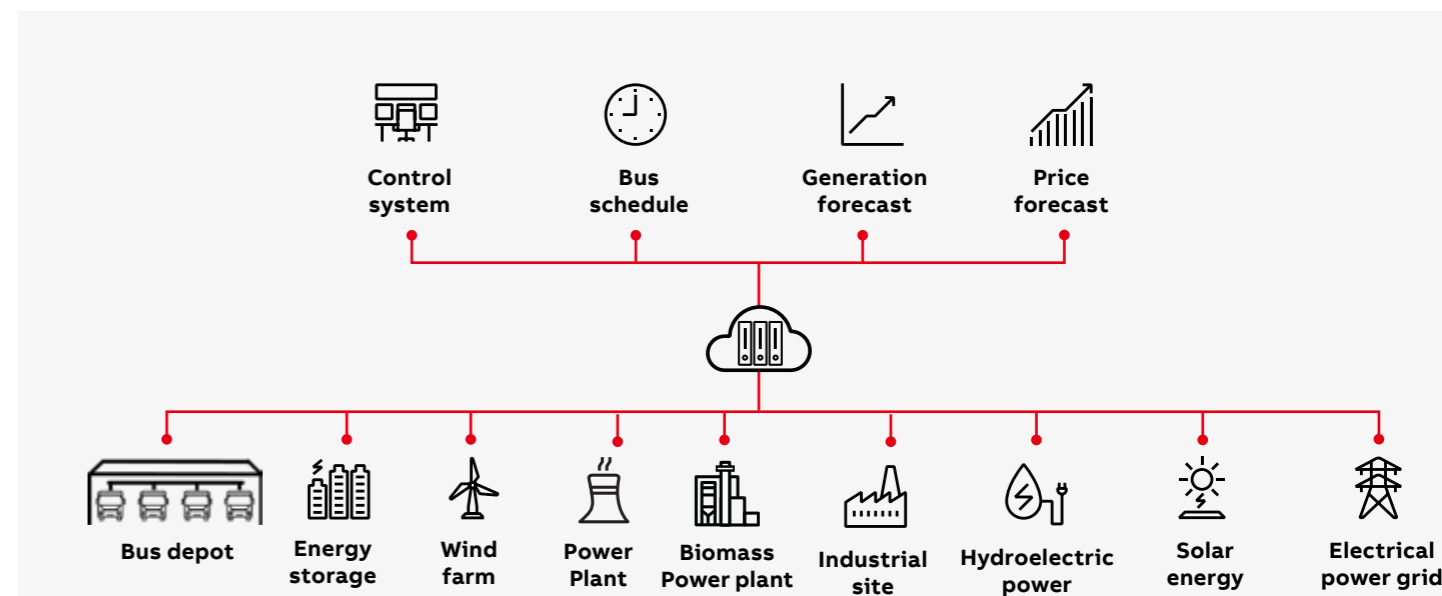 Control
system
Bus
schedule
Generation
forecast
Price
forecast
Bus depot
Energy
storage
Wind
farm
Power
Plant
Biomass
Power plant
Industrial
site
Hydroelectric
power
Solar
energy
Electrical
power grid